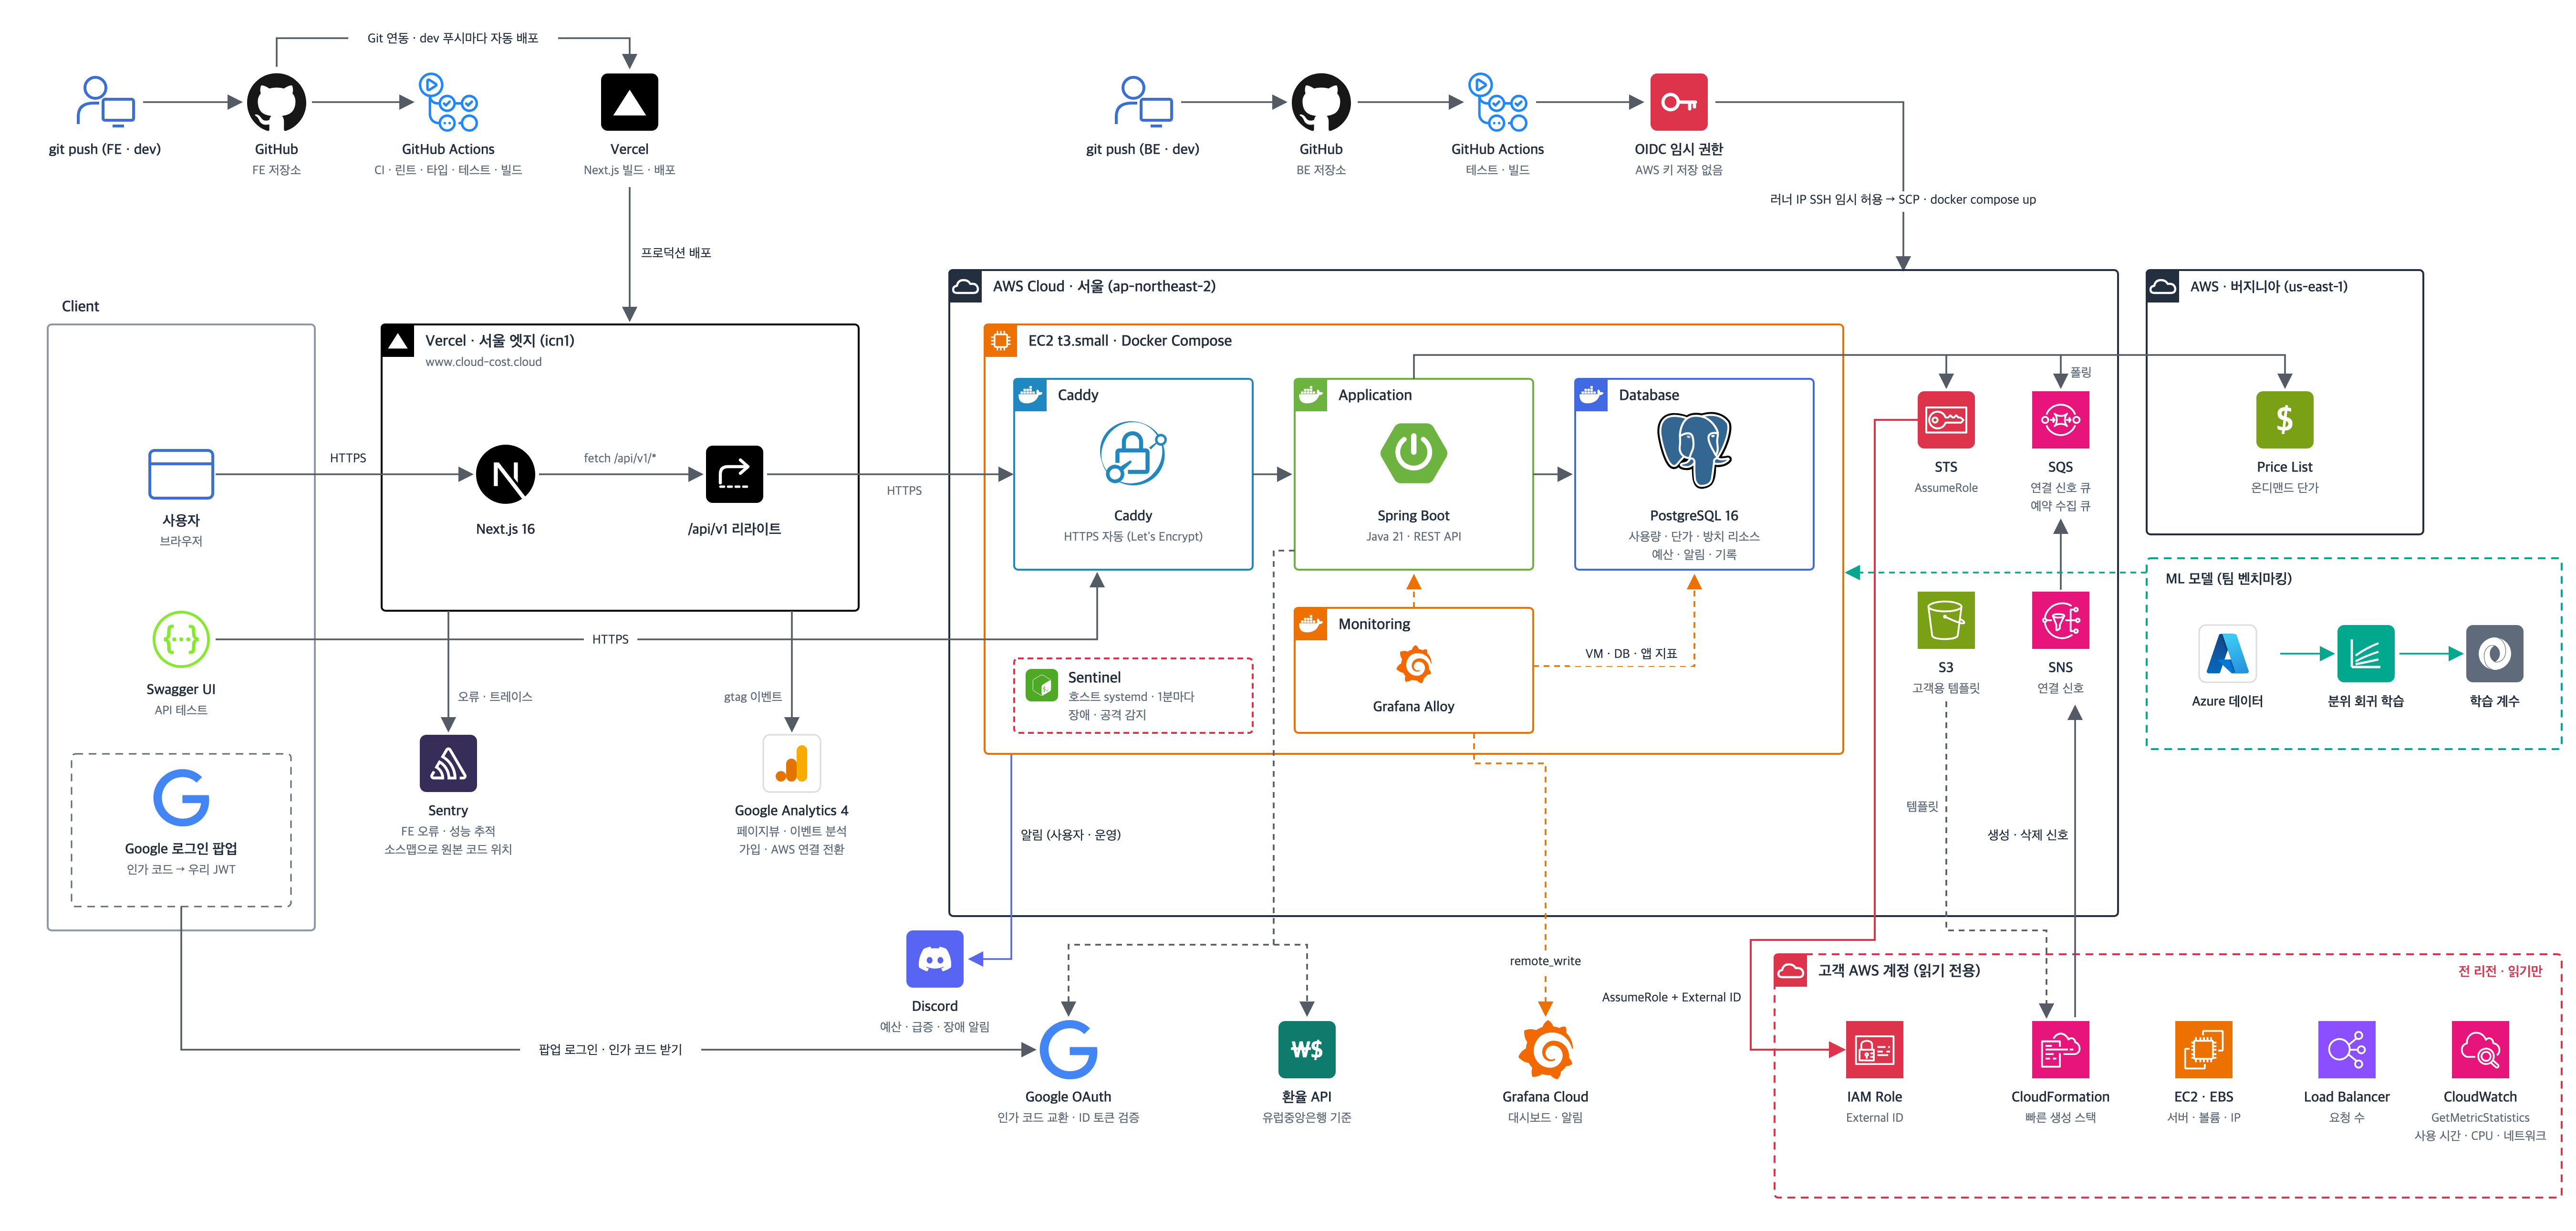 Git 연동 · dev 푸시마다 자동 배포
git push (FE · dev)
GitHub
FE 저장소
GitHub Actions
CI · 린트 · 타입 · 테스트 · 빌드
Vercel
Next.js 빌드 · 배포
git push (BE · dev)
GitHub
BE 저장소
GitHub Actions
테스트 · 빌드
OIDC 임시 권한
AWS 키 저장 없음
러너 IP SSH 임시 허용 → SCP · docker compose up
프로덕션 배포
Client
사용자
브라우저
Swagger UI
API 테스트
Google 로그인 팝업
인가 코드 → 우리 JWT
HTTPS
Vercel · 서울 엣지 (icn1)
www.cloud-cost.cloud
Next.js 16
fetch /api/v1/*
/api/v1 리라이트
HTTPS
HTTPS
오류 · 트레이스
gtag 이벤트
Sentry
FE 오류 · 성능 추적
소스맵으로 원본 코드 위치
Google Analytics 4
페이지뷰 · 이벤트 분석
가입 · AWS 연결 전환
AWS Cloud · 서울 (ap-northeast-2)
EC2 t3.small · Docker Compose
Caddy
Caddy
HTTPS 자동 (Let's Encrypt)
Application
Spring Boot
Java 21 · REST API
Database
PostgreSQL 16
사용량 · 단가 · 방치 리소스
예산 · 알림 · 기록
Sentinel
호스트 systemd · 1분마다
장애 · 공격 감지
Monitoring
Grafana Alloy
VM · DB · 앱 지표
STS
AssumeRole
폴링
SQS
연결 신호 큐
예약 수집 큐
S3
고객용 템플릿
SNS
연결 신호
템플릿
생성 · 삭제 신호
AWS · 버지니아 (us-east-1)
$
Price List
온디맨드 단가
ML 모델 (팀 벤치마킹)
Azure 데이터
분위 회귀 학습
학습 계수
알림 (사용자 · 운영)
Discord
예산 · 급증 · 장애 알림
팝업 로그인 · 인가 코드 받기
Google OAuth
인가 코드 교환 · ID 토큰 검증
₩$
환율 API
유럽중앙은행 기준
remote_write
Grafana Cloud
대시보드 · 알림
AssumeRole + External ID
고객 AWS 계정 (읽기 전용)
전 리전 · 읽기만
IAM Role
External ID
CloudFormation
빠른 생성 스택
EC2 · EBS
서버 · 볼륨 · IP
Load Balancer
요청 수
CloudWatch
GetMetricStatistics
사용 시간 · CPU · 네트워크